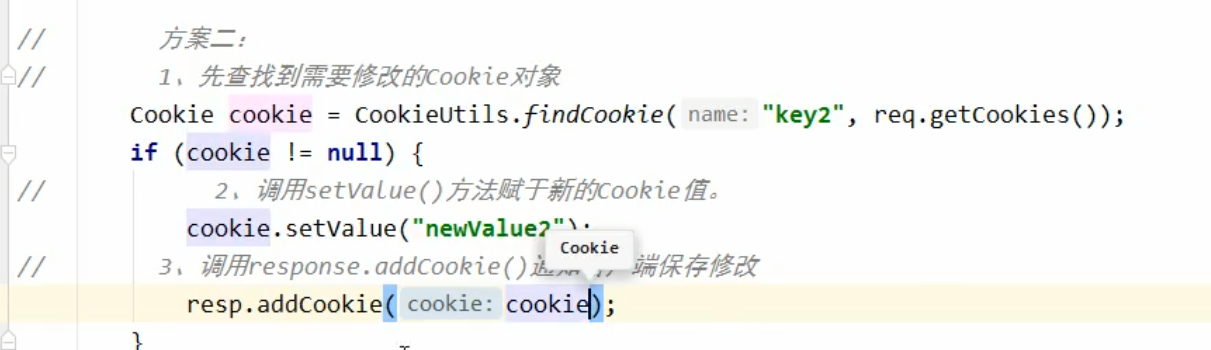 // 方案二：
// 1、先查找到需要修改的Cookie对象
Cookie cookie = CookieUtils.findCookie( name: "key2", req.getCookies());
if (cookie != null) {
// 2、调用setValue()方法赋于新的Cookie值。
cookie.setValue("newValue2");
Cookie
// 3、调用response.addCookie()通知 端保存修改
resp.addCookie( cookie: cookie);
}